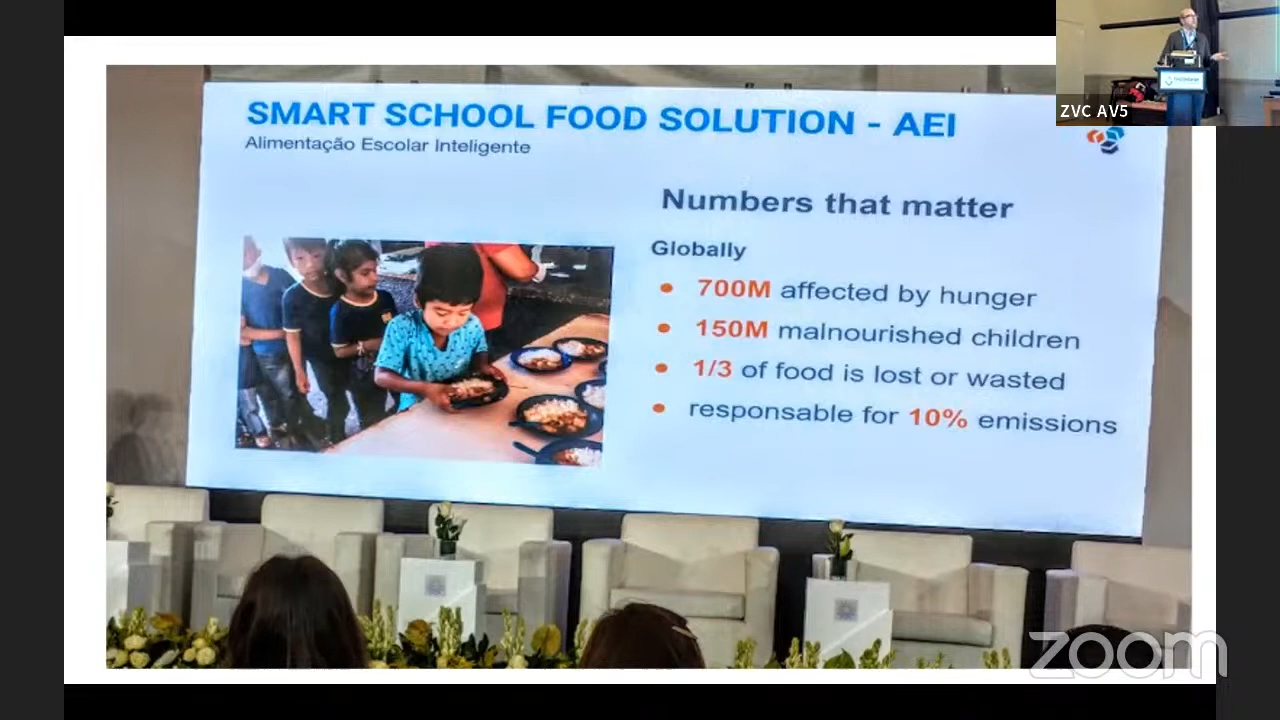 SMART SCHOOL FOOD SOLUTION - AEI
Alimentação Escolar Inteligente
Numbers that matter
Globally
700M affected by hunger
150M malnourished children
1/3 of food is lost or wasted
responsable for 10% emissions
ZVC AV5
zoom